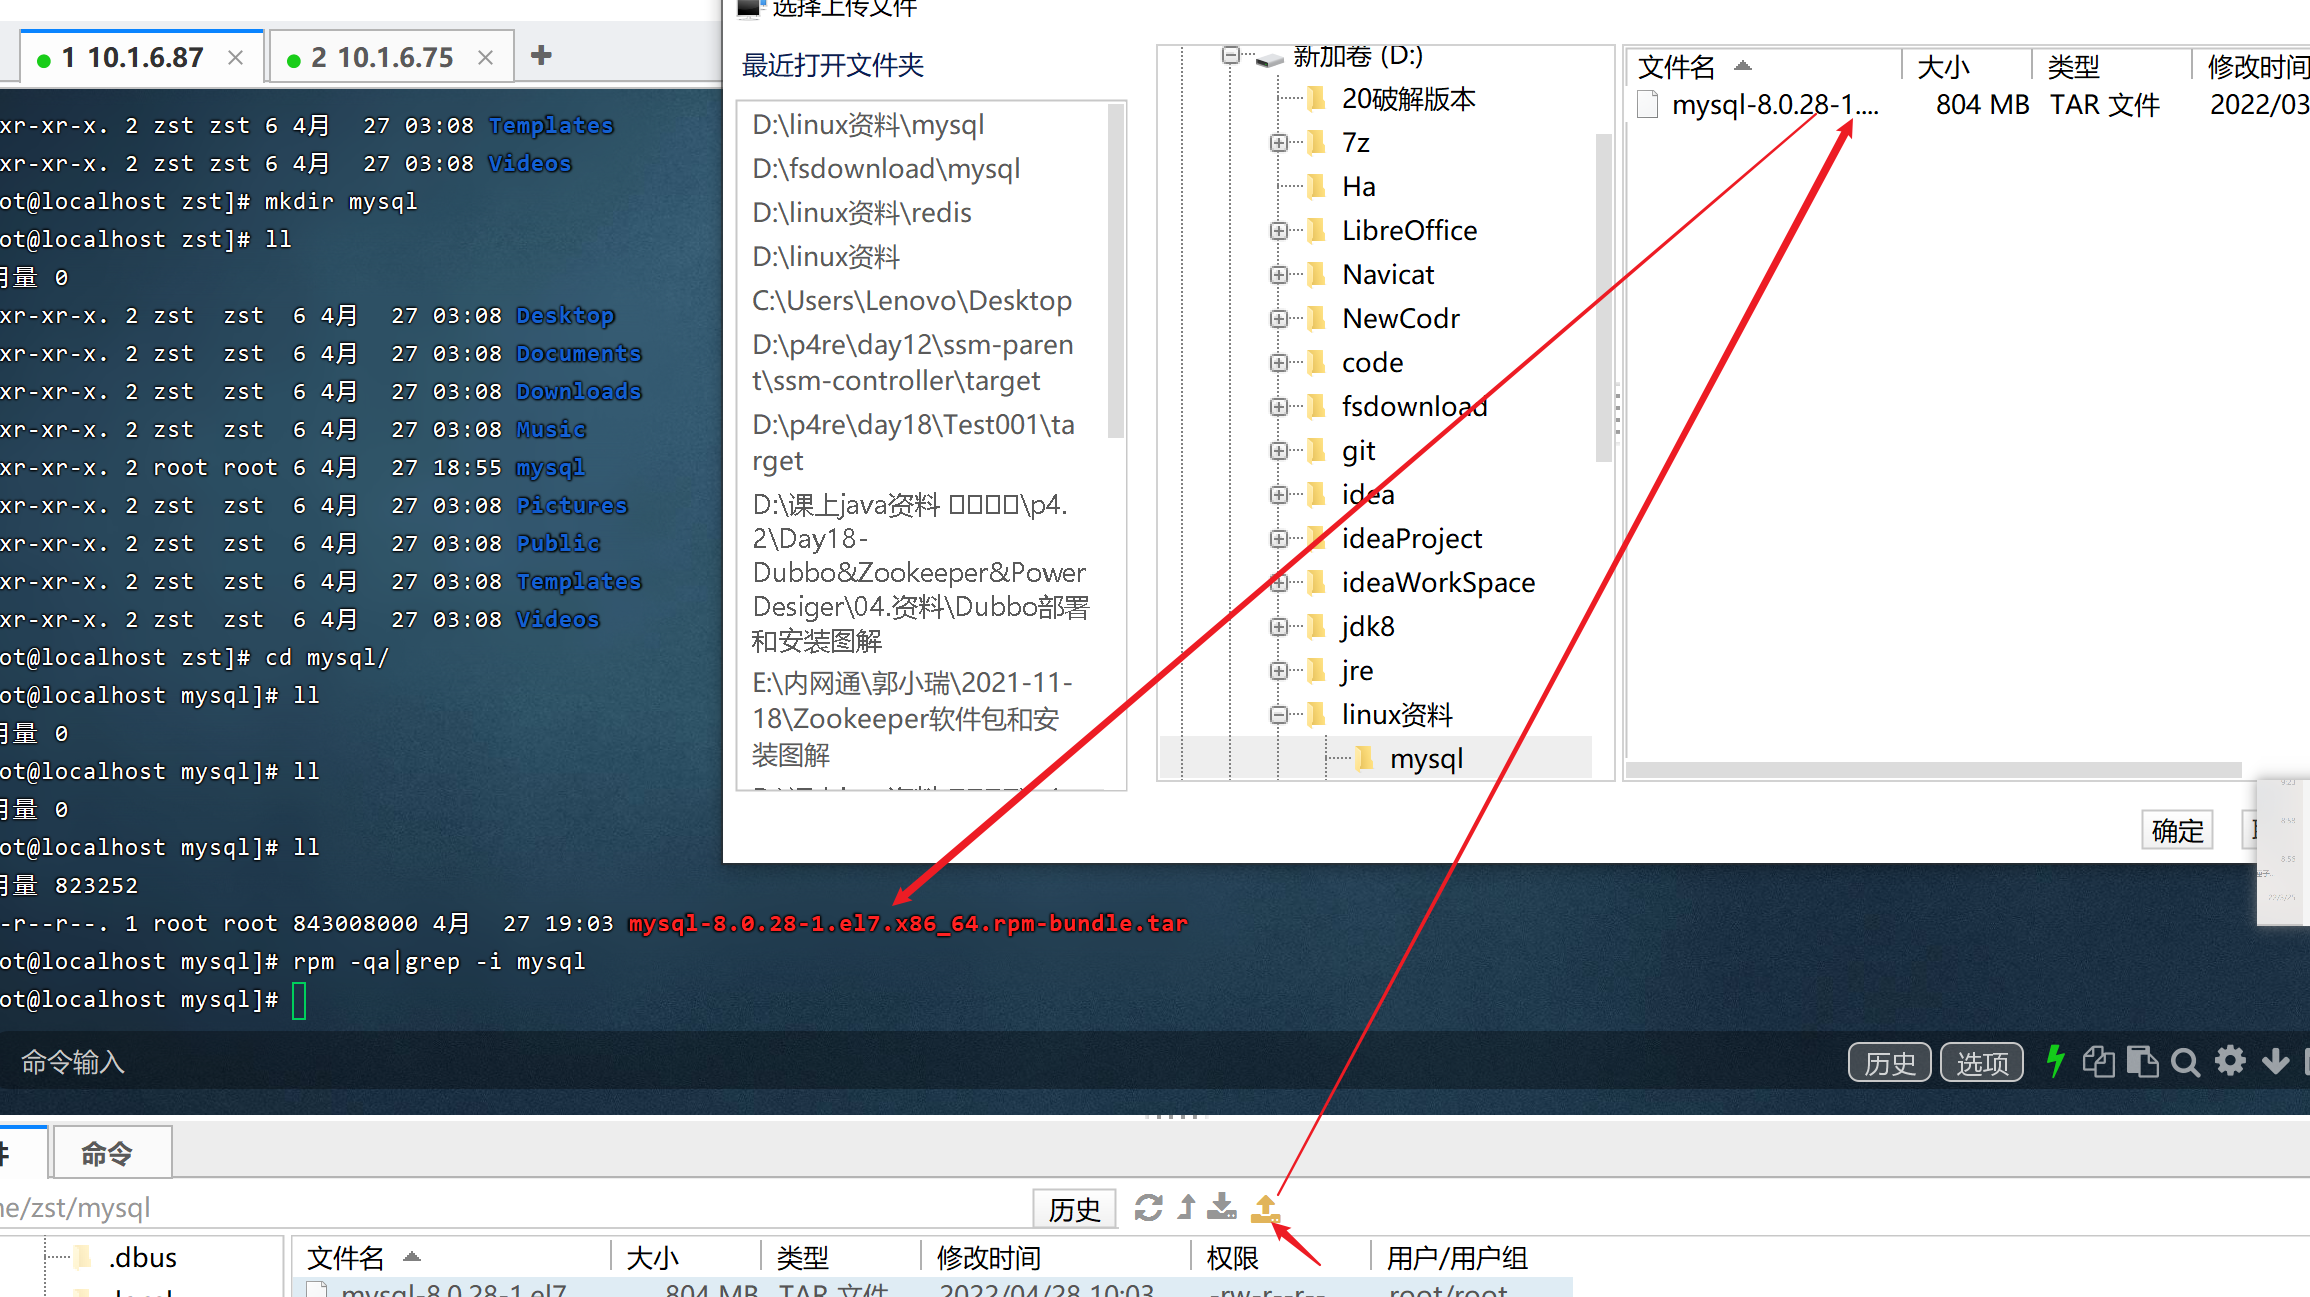 选择上传文件
1 10.1.6.87
2 10.1.6.75
xr-xr-x. 2 zst zst 6 4月 27 03:08 Templates
xr-xr-x. 2 zst zst 6 4月 27 03:08 Videos
ot@localhost zst]# mkdir mysql
ot@localhost zst]# ll
量 0
xr-xr-x. 2 zst zst 6 4月 27 03:08 Desktop
xr-xr-x. 2 zst zst 6 4月 27 03:08 Documents
xr-xr-x. 2 zst zst 6 4月 27 03:08 Downloads
xr-xr-x. 2 zst zst 6 4月 27 03:08 Music
xr-xr-x. 2 root root 6 4月 27 18:55 mysql
xr-xr-x. 2 zst zst 6 4月 27 03:08 Pictures
xr-xr-x. 2 zst zst 6 4月 27 03:08 Public
xr-xr-x. 2 zst zst 6 4月 27 03:08 Templates
xr-xr-x. 2 zst zst 6 4月 27 03:08 Videos
ot@localhost zst]# cd mysql/
ot@localhost mysql]# ll
量 0
ot@localhost mysql]# ll
量 0
ot@localhost mysql]# ll
量 823252
-r--r--. 1 root root 843008000 4月 27 19:03 mysql-8.0.28-1.el7.x86_64.rpm-bundle.tar
ot@localhost mysql]# rpm -qa|grep -i mysql
ot@localhost mysql]#
最近打开文件夹
D:\linux资料\mysql
D:\fsdownload\mysql
D:\linux资料\redis
D:\linux资料
C:\Users\Lenovo\Desktop
D:\p4re\day12\ssm-paren
t\ssm-controller\target
D:\p4re\day18\Test001\ta
rget
D:\课上java资料 □□□□\p4.
2\Day18-
Dubbo&Zookeeper&Power
Desiger\04.资料\Dubbo部署
和安装图解
E:\内网通\郭小瑞\2021-11-
18\Zookeeper软件包和安
装图解
新加卷 (D:)
20破解版本
7z
Ha
LibreOffice
Navicat
NewCodr
code
fsdownload
git
idea
ideaProject
ideaWorkSpace
jdk8
jre
linux资料
mysql
文件名 大小 类型 修改时间
mysql-8.0.28-1.... 804 MB TAR 文件 2022/03
确定
命令输入
历史 选项
命令
ne/zst/mysql
历史
.dbus
文件名 大小 类型 修改时间 权限 用户/用户组
mysql-8.0.28-1.el7 804 MB TAR 文件 2022/04/28 10:03 -rw-r--r-- root/root